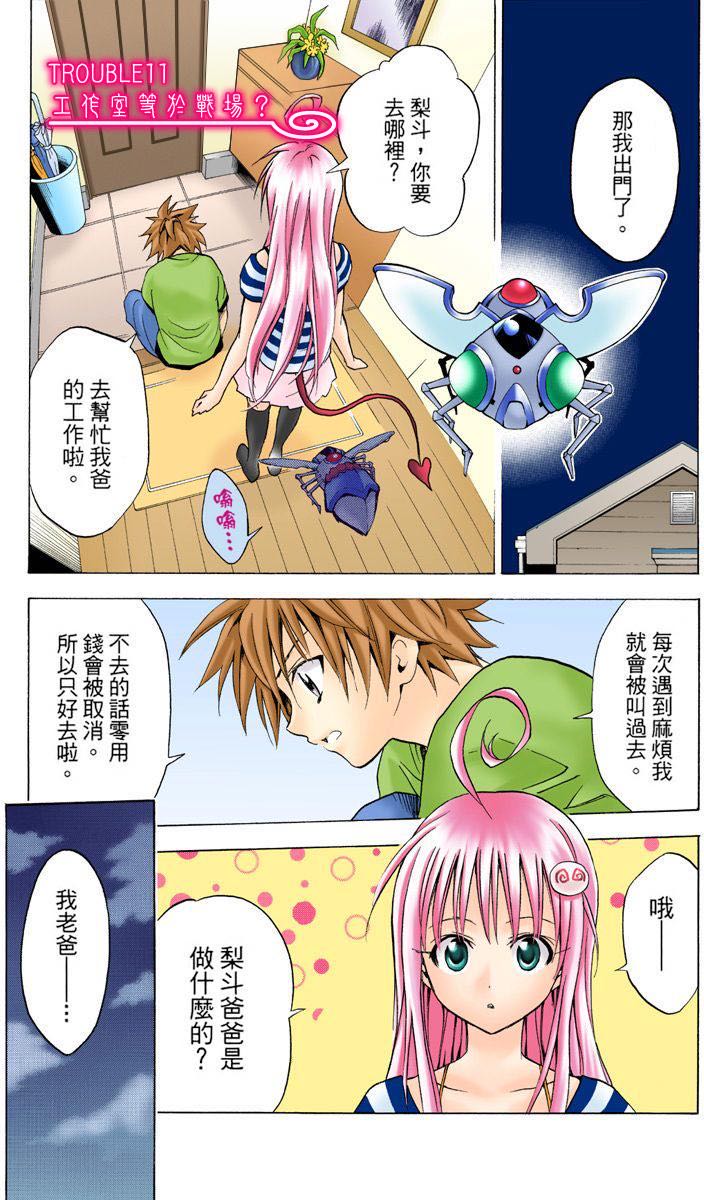 TROUBLE11
工作室等於戰場？
那我出門了。
梨斗，你要
去哪裡？
去幫忙我爸
的工作啦。
嗡嗡…
每次遇到麻煩我
就會被叫過去。
不去的話零用
錢會被取消。
所以只好去啦。
哦——
梨斗爸爸是
做什麼的？
我老爸——…